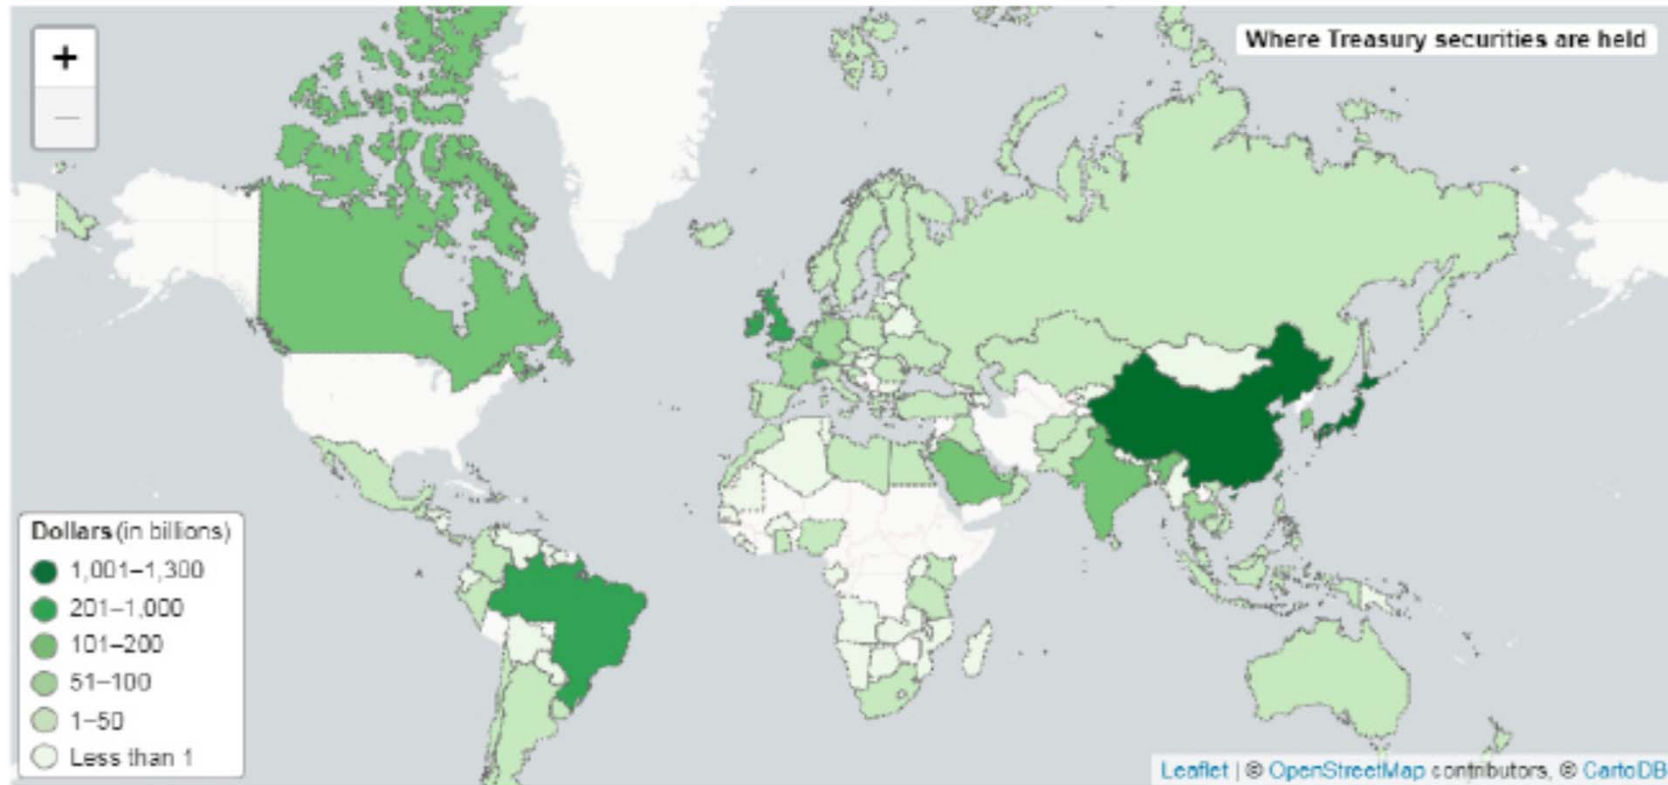 +
Where Treasury securities are held
−
Dollars (in billions)
1,001–1,300
201–1,000
101–200
51–100
1–50
Less than 1
Leaflet | © OpenStreetMap contributors, © CartoDB